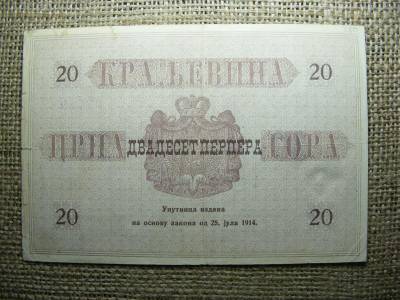 20 КРАЉЕВИНА 20
ЦРНА ДВАДЕСЕТ ПЕРПЕРА ГОРА
20 Упутница издана 20
на основу закона од 25. јула 1914.